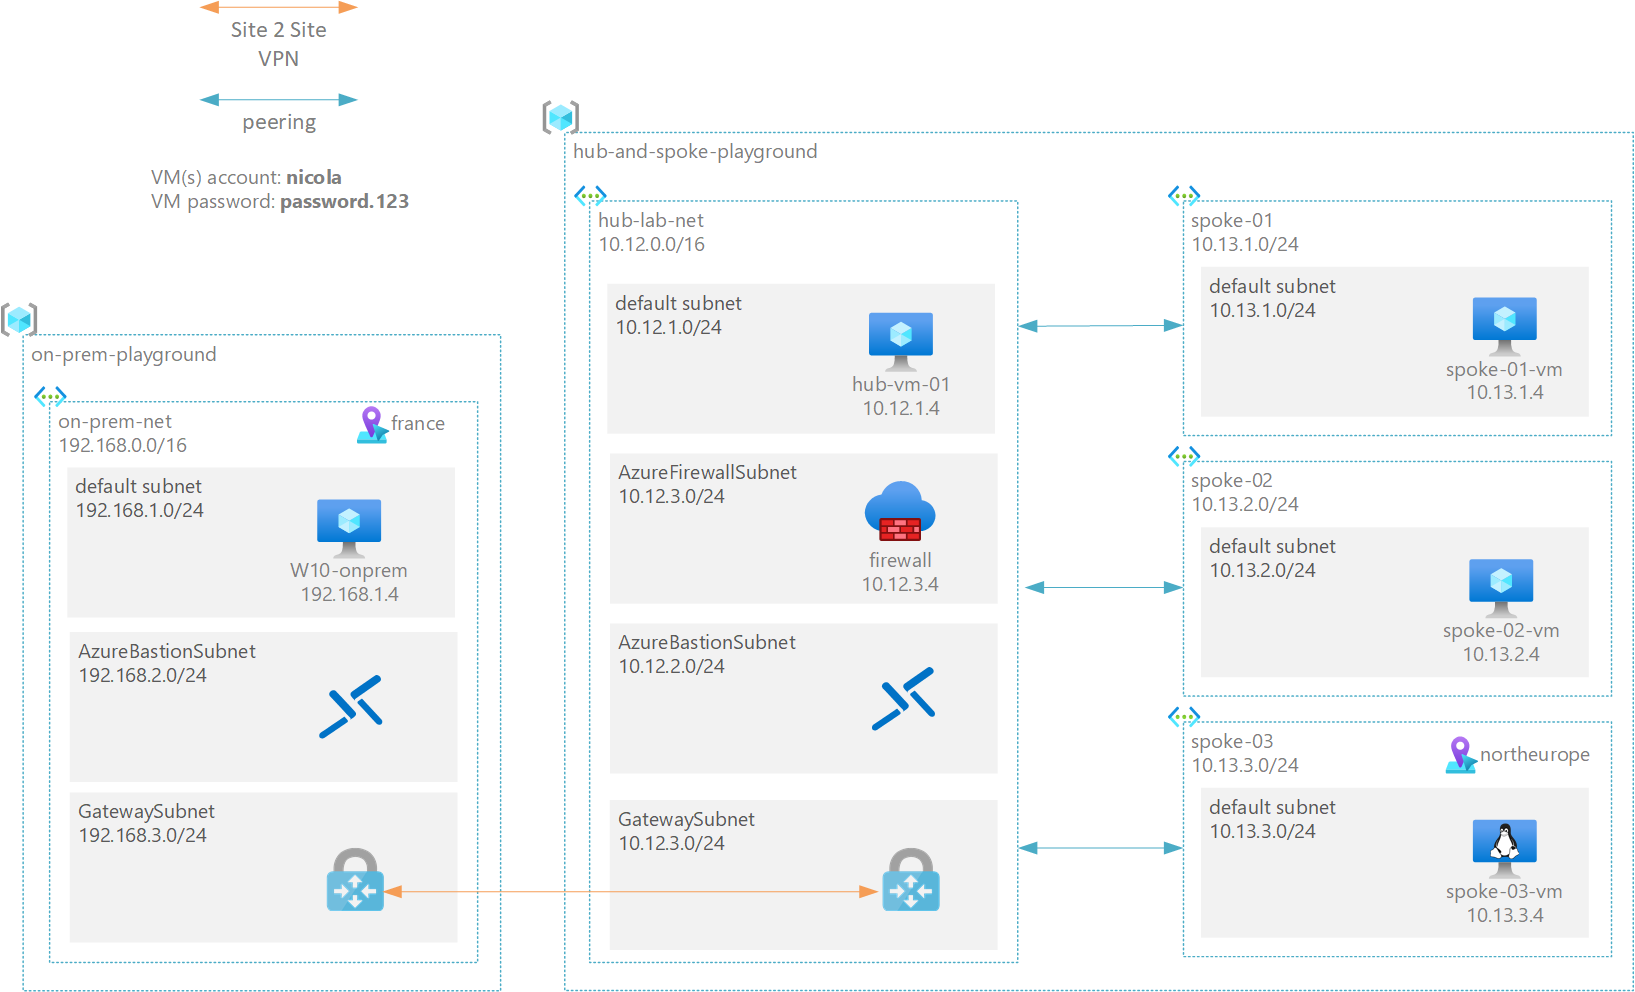 Site 2 Site
VPN
peering
VM(s) account: nicola
VM password: password.123
on-prem-playground
on-prem-net
192.168.0.0/16
france
default subnet
192.168.1.0/24
W10-onprem
192.168.1.4
AzureBastionSubnet
192.168.2.0/24
GatewaySubnet
192.168.3.0/24
hub-and-spoke-playground
hub-lab-net
10.12.0.0/16
default subnet
10.12.1.0/24
hub-vm-01
10.12.1.4
AzureFirewallSubnet
10.12.3.0/24
firewall
10.12.3.4
AzureBastionSubnet
10.12.2.0/24
GatewaySubnet
10.12.3.0/24
spoke-01
10.13.1.0/24
default subnet
10.13.1.0/24
spoke-01-vm
10.13.1.4
spoke-02
10.13.2.0/24
default subnet
10.13.2.0/24
spoke-02-vm
10.13.2.4
spoke-03
10.13.3.0/24
northeurope
default subnet
10.13.3.0/24
spoke-03-vm
10.13.3.4